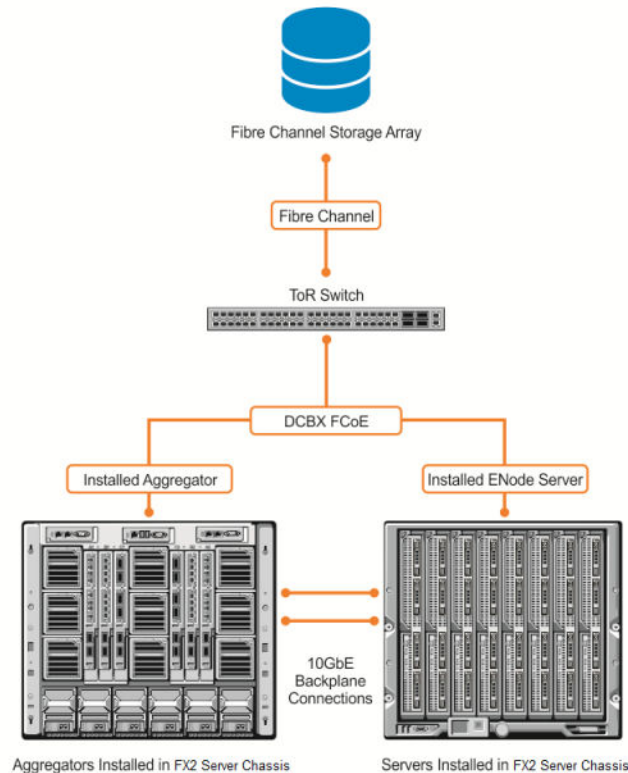 Fibre Channel Storage Array
Fibre Channel
ToR Switch
DCBX FCoE
Installed Aggregator
Installed ENode Server
10GbE
Backplane
Connections
Aggregators Installed in FX2 Server Chassis
Servers Installed in FX2 Server Chassis